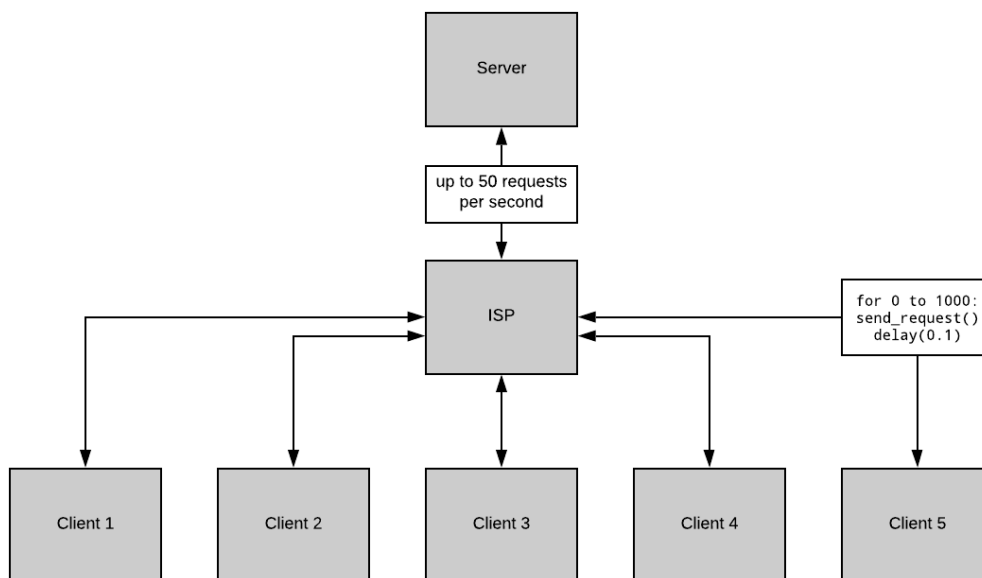 Server
up to 50 requests
per second
ISP
for 0 to 1000:
send_request()
delay(0.1)
Client 1
Client 2
Client 3
Client 4
Client 5